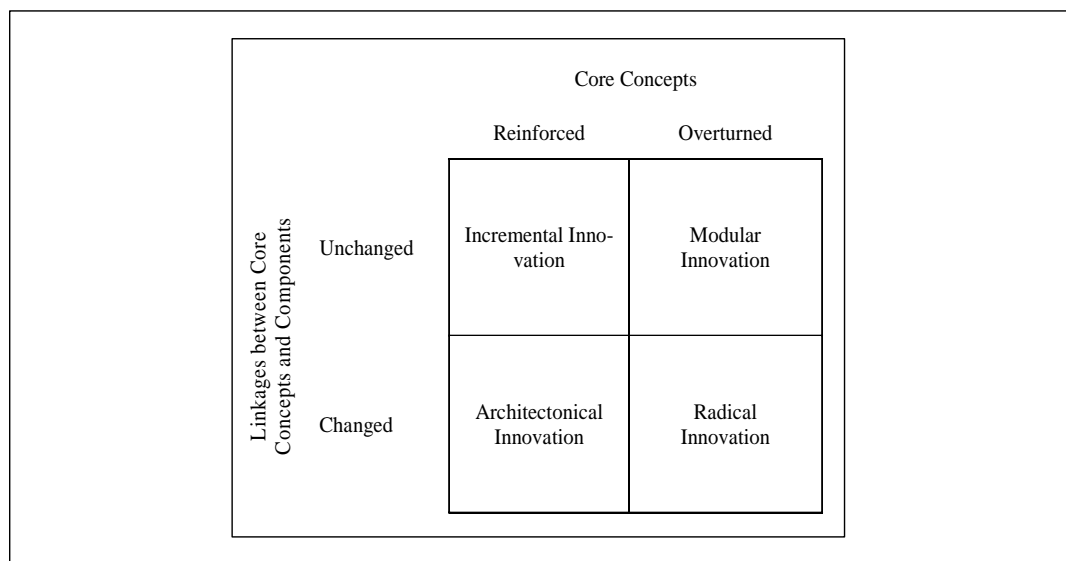 Core Concepts
Reinforced
Overturned
Linkages between Core
Concepts and Components
Unchanged
Incremental Inno-
vation
Modular
Innovation
Changed
Architectonical
Innovation
Radical
Innovation